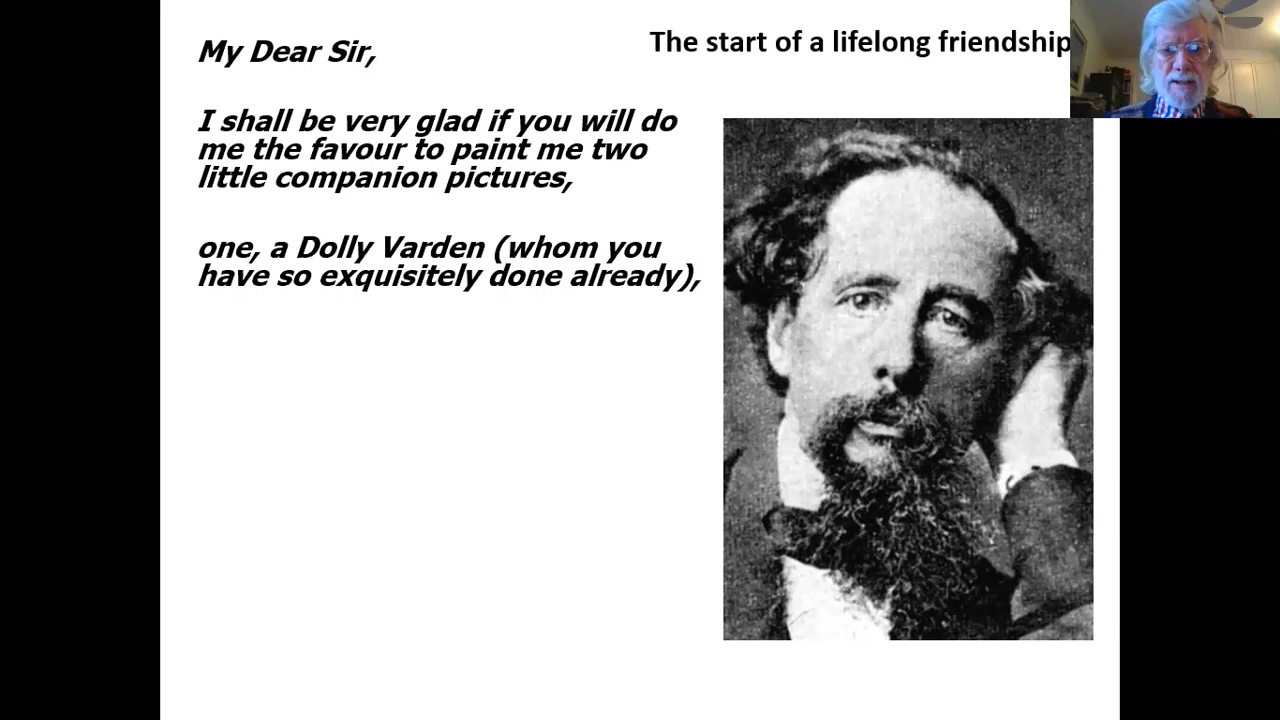 My Dear Sir,
The start of a lifelong friendship
I shall be very glad if you will do
me the favour to paint me two
little companion pictures,
one, a Dolly Varden (whom you
have so exquisitely done already),